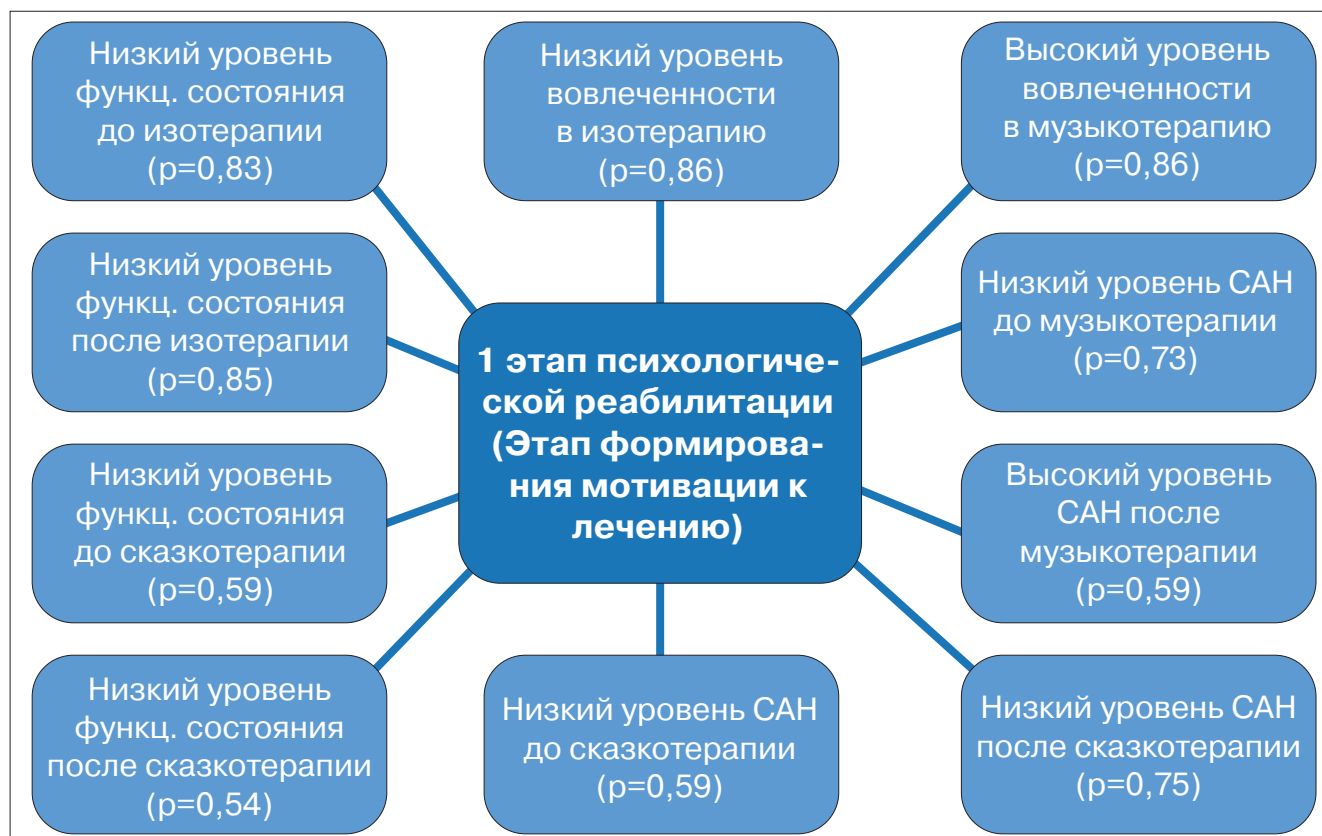 Низкий уровень
функц. состояния
до изотерапии
(p=0,83)
Низкий уровень
вовлеченности
в изотерапию
(p=0,86)
Высокий уровень
вовлеченности
в музыкотерапию
(p=0,86)
Низкий уровень
функц. состояния
после изотерапии
(p=0,85)
1 этап психологиче-
ской реабилитации
(Этап формирова-
ния мотивации к
лечению)
Низкий уровень САН
до музыкотерапии
(p=0,73)
Низкий уровень
функц. состояния
до сказкотерапии
(p=0,59)
Высокий уровень
САН после
музыкотерапии
(p=0,59)
Низкий уровень
функц. состояния
после сказкотерапии
(p=0,54)
Низкий уровень САН
до сказкотерапии
(p=0,59)
Низкий уровень САН
после сказкотерапии
(p=0,75)